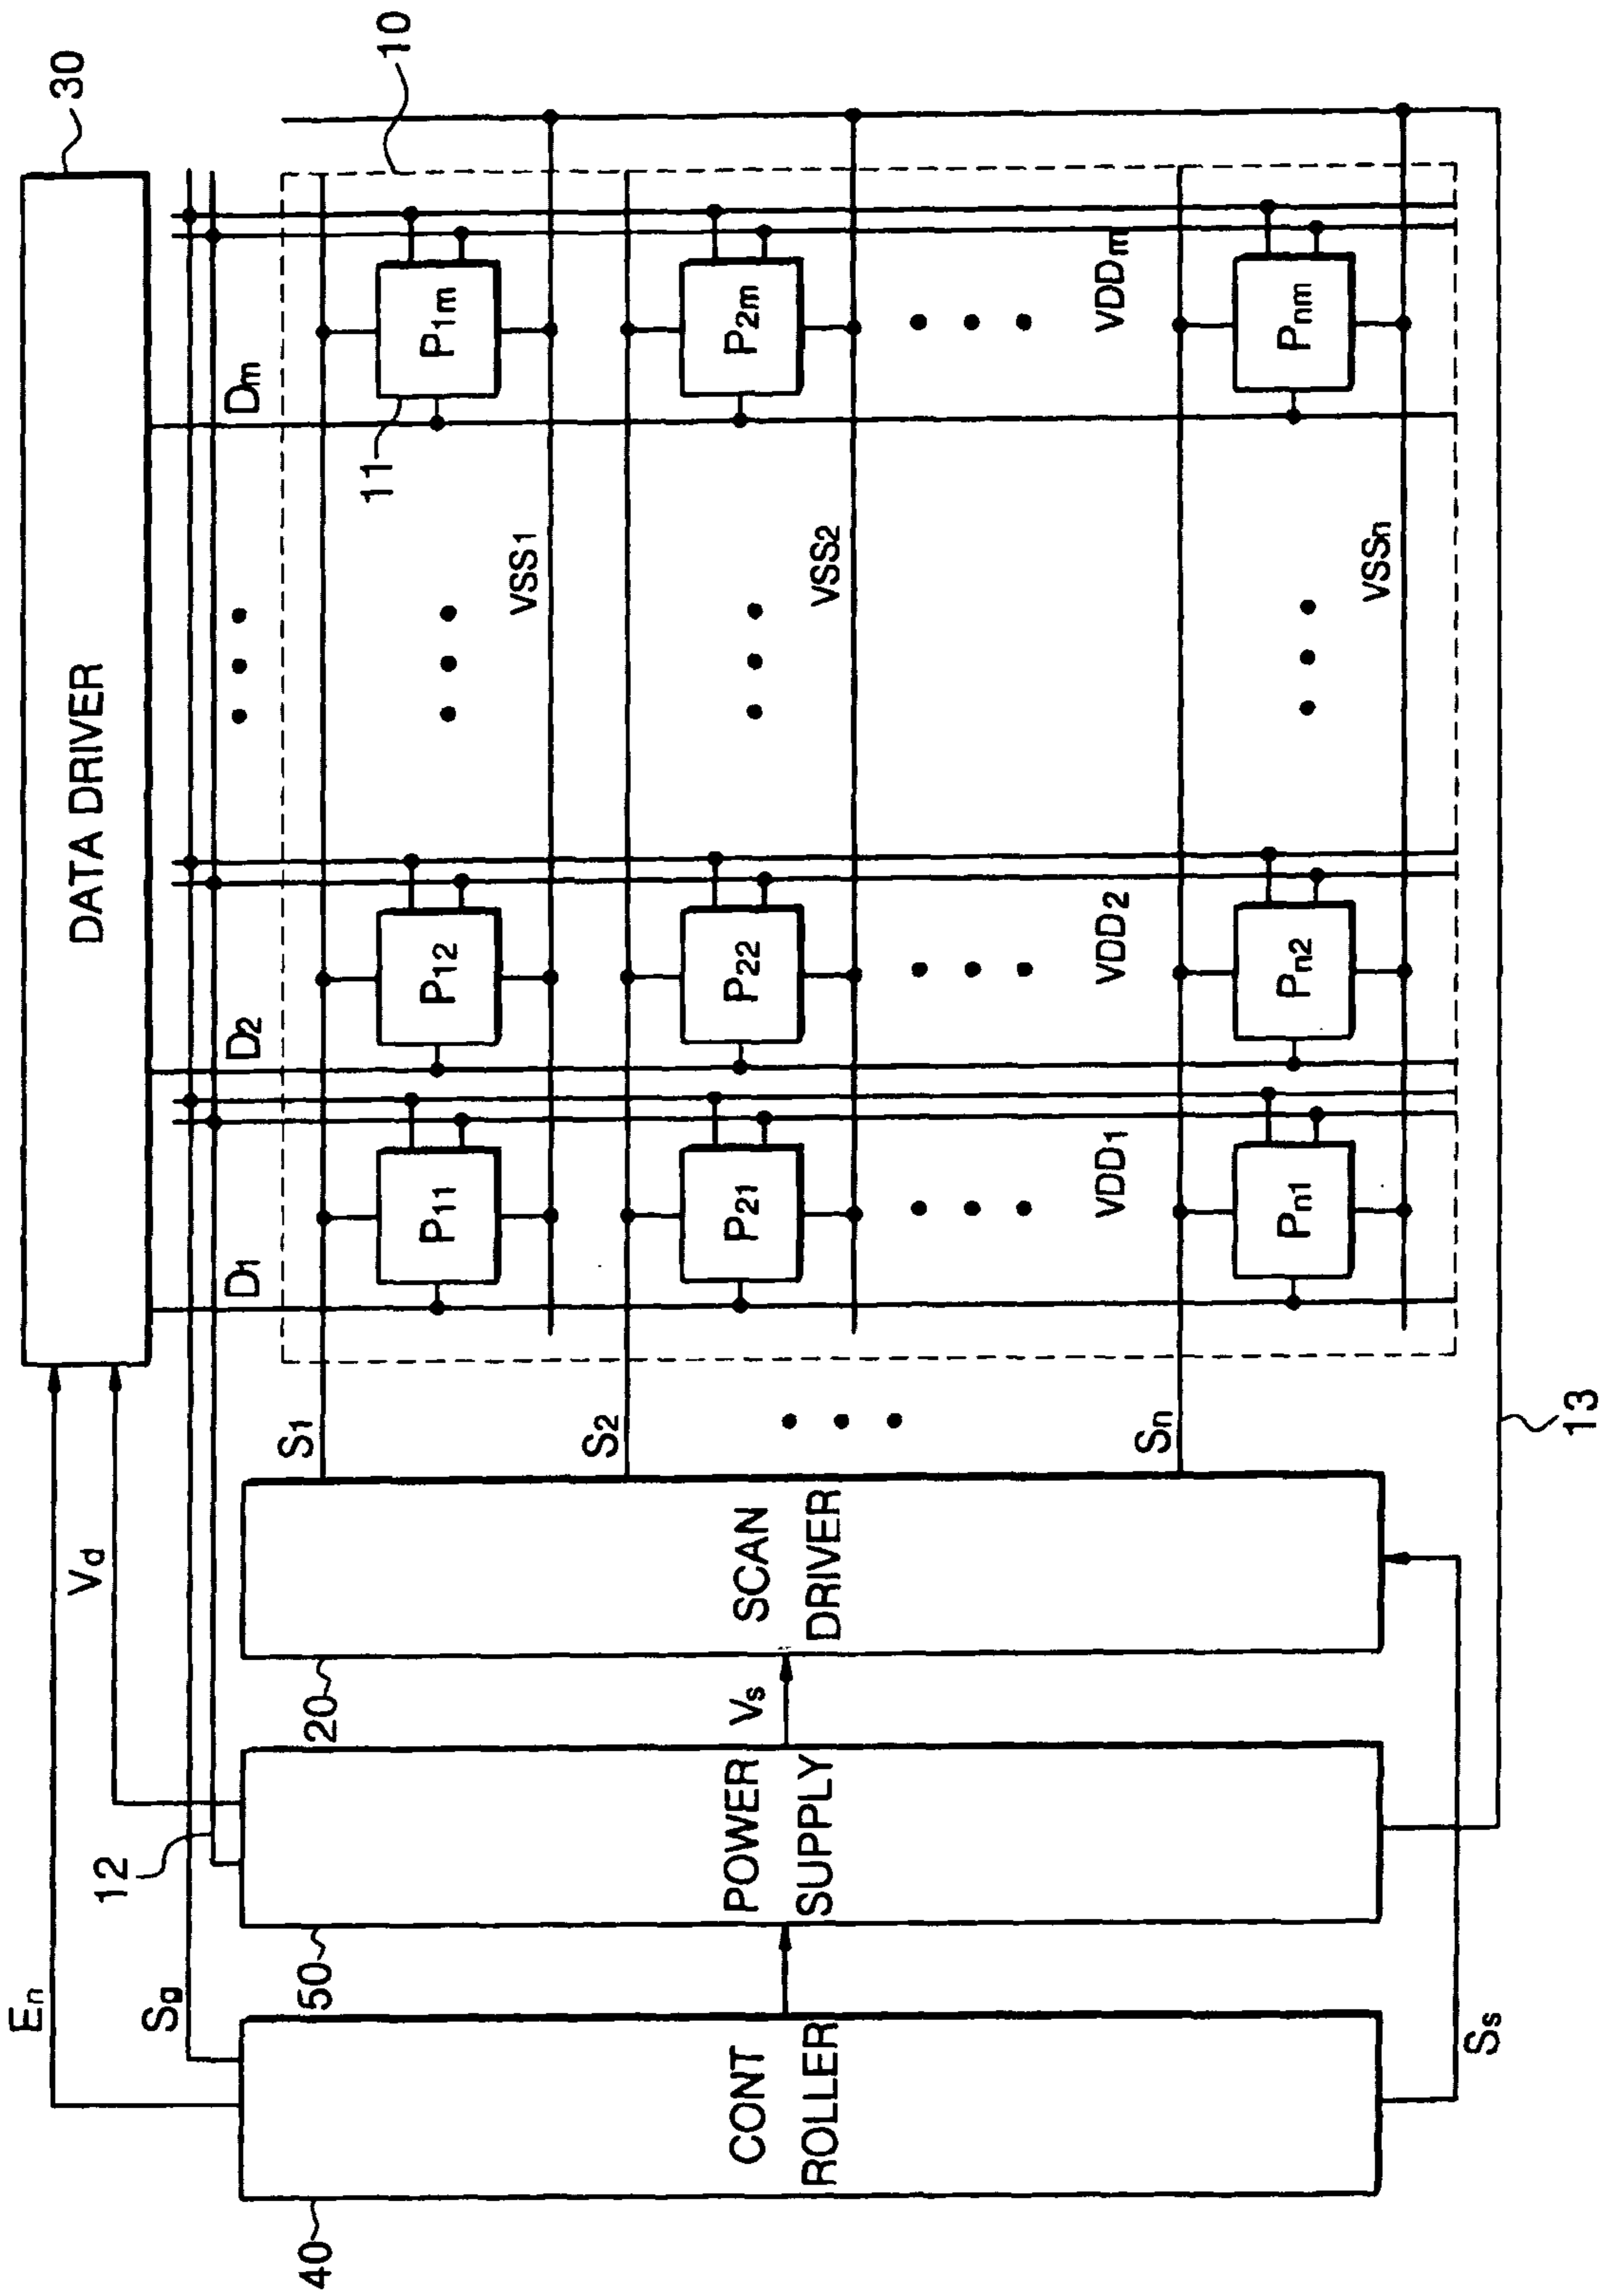 30
DATA DRIVER
10
En
Vd
12
Sg
D1
D2
Dm
S1
P11
P12
P1m
11
VSS1
S2
P21
P22
P2m
VSS2
VDD1
VDD2
VDDm
Sn
Pn1
Pn2
Pnm
VSSn
40
CONT
ROLLER
50
POWER
SUPPLY
Vs
20
SCAN
DRIVER
Ss
13